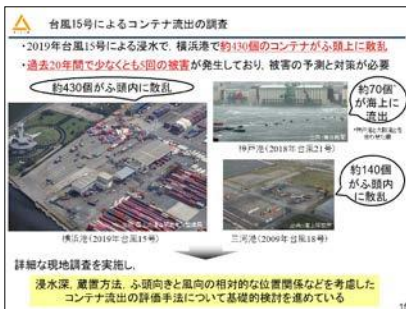 台風15号によるコンテナ流出の調査
・2019年台風15号による浸水で、横浜港で約430個のコンテナがふ頭上に散乱
・過去20年間で少なくとも5回の被害が発生しており、被害の予測と対策が必要
約430個がふ頭内に散乱
約70個
が海上に
流出
神戸港(2018年台風21号)
約140個
がふ頭内
に散乱
横浜港(2019年台風15号)
三河港(2009年台風18号)
詳細な現地調査を実施し、
浸水深、蔵置方法、ふ頭向きと風向の相対的な位置関係などを考慮した
コンテナ流出の評価手法について基礎的検討を進めている